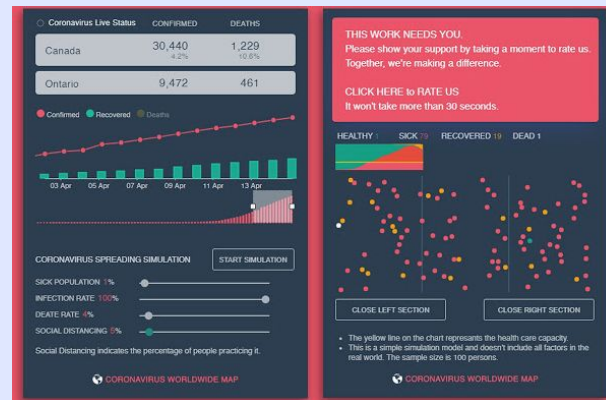 Coronavirus Live Status CONFIRMED DEATHS
Canada 30,440 1,229
4.2%
Ontario 9,472 461
Confirmed Recovered Deaths
03 Apr 05 Apr 07 Apr 09 Apr 11 Apr 13 Apr
CORONAVIRUS SPREADING SIMULATION START SIMULATION
SICK POPULATION 1%
INFECTION RATE 100%
DEATE RATE 4%
SOCIAL DISTANCING 5%
Social Distancing indicates the percentage of people practicing it.
CORONAVIRUS WORLDWIDE MAP
THIS WORK NEEDS YOU.
Please show your support by taking a moment to rate us.
Together, we're making a difference.
CLICK HERE to RATE US
It won't take more than 30 seconds.
HEALTHY 1 SICK 79 RECOVERED 19 DEAD 1
CLOSE LEFT SECTION CLOSE RIGHT SECTION
The yellow line on the chart represants the health care capacity.
This is a simple simulation model and doesn't include all factors in the
real world. The sample size is 100 persons.
CORONAVIRUS WORLDWIDE MAP